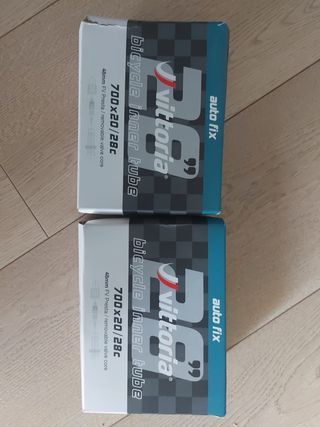 auto fix
28"
vittoria
bicycle inner tube
700x20/28c
48mm FV Presta / removable valve core
auto fix
28"
vittoria
bicycle inner tube
700x20/28c
48mm FV Presta / removable valve core